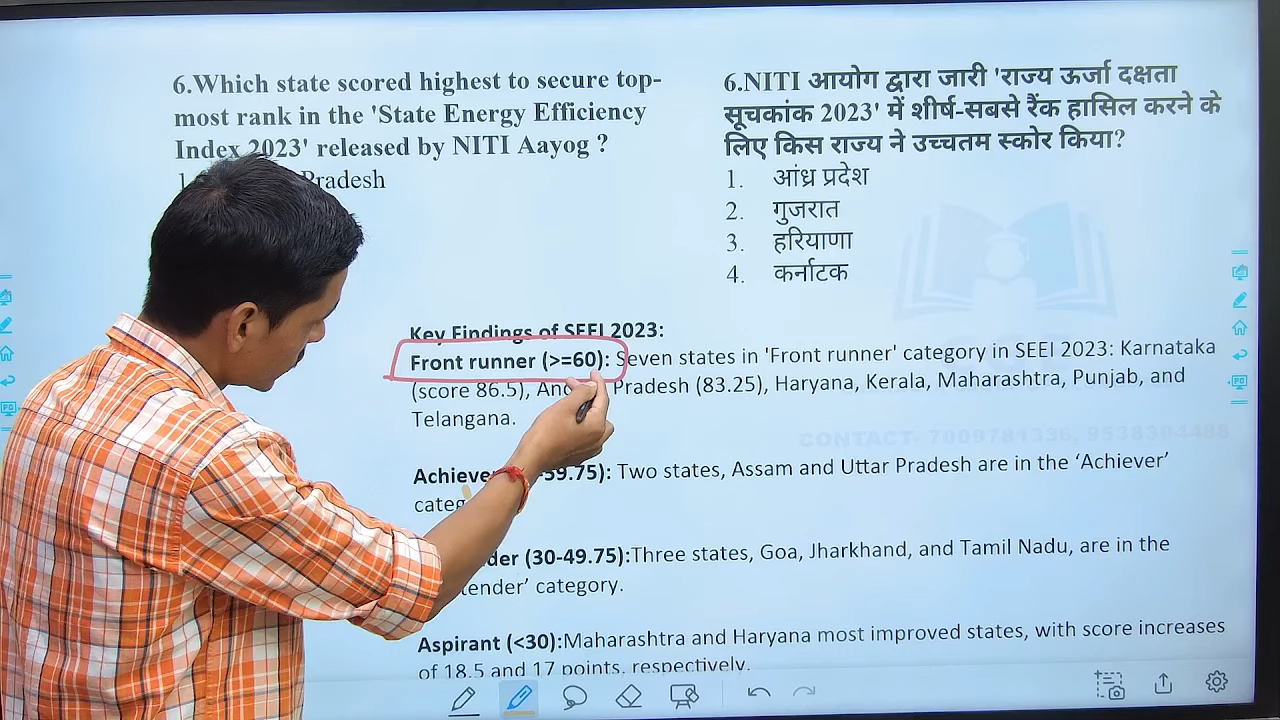 6.Which state scored highest to secure top-
most rank in the 'State Energy Efficiency
Index 2023' released by NITI Aayog ?
1 Pradesh
6.NITI आयोग द्वारा जारी 'राज्य ऊर्जा दक्षता
सूचकांक 2023' में शीर्ष-सबसे रैंक हासिल करने के
लिए किस राज्य ने उच्चतम स्कोर किया?
1. आंध्र प्रदेश
2. गुजरात
3. हरियाणा
4. कर्नाटक
Key Findings of SEEI 2023:
Front runner (>=60): Seven states in 'Front runner' category in SEEI 2023: Karnataka
(score 86.5), Pradesh (83.25), Haryana, Kerala, Maharashtra, Punjab, and
Telangana.
CONTACT- 7009781336, 9538304488
59.75): Two states, Assam and Uttar Pradesh are in the ‘Achiever’
(30-49.75):Three states, Goa, Jharkhand, and Tamil Nadu, are in the
category.
Aspirant (<30):Maharashtra and Haryana most improved states, with score increases
of 18.5 and 17 points, respectively.